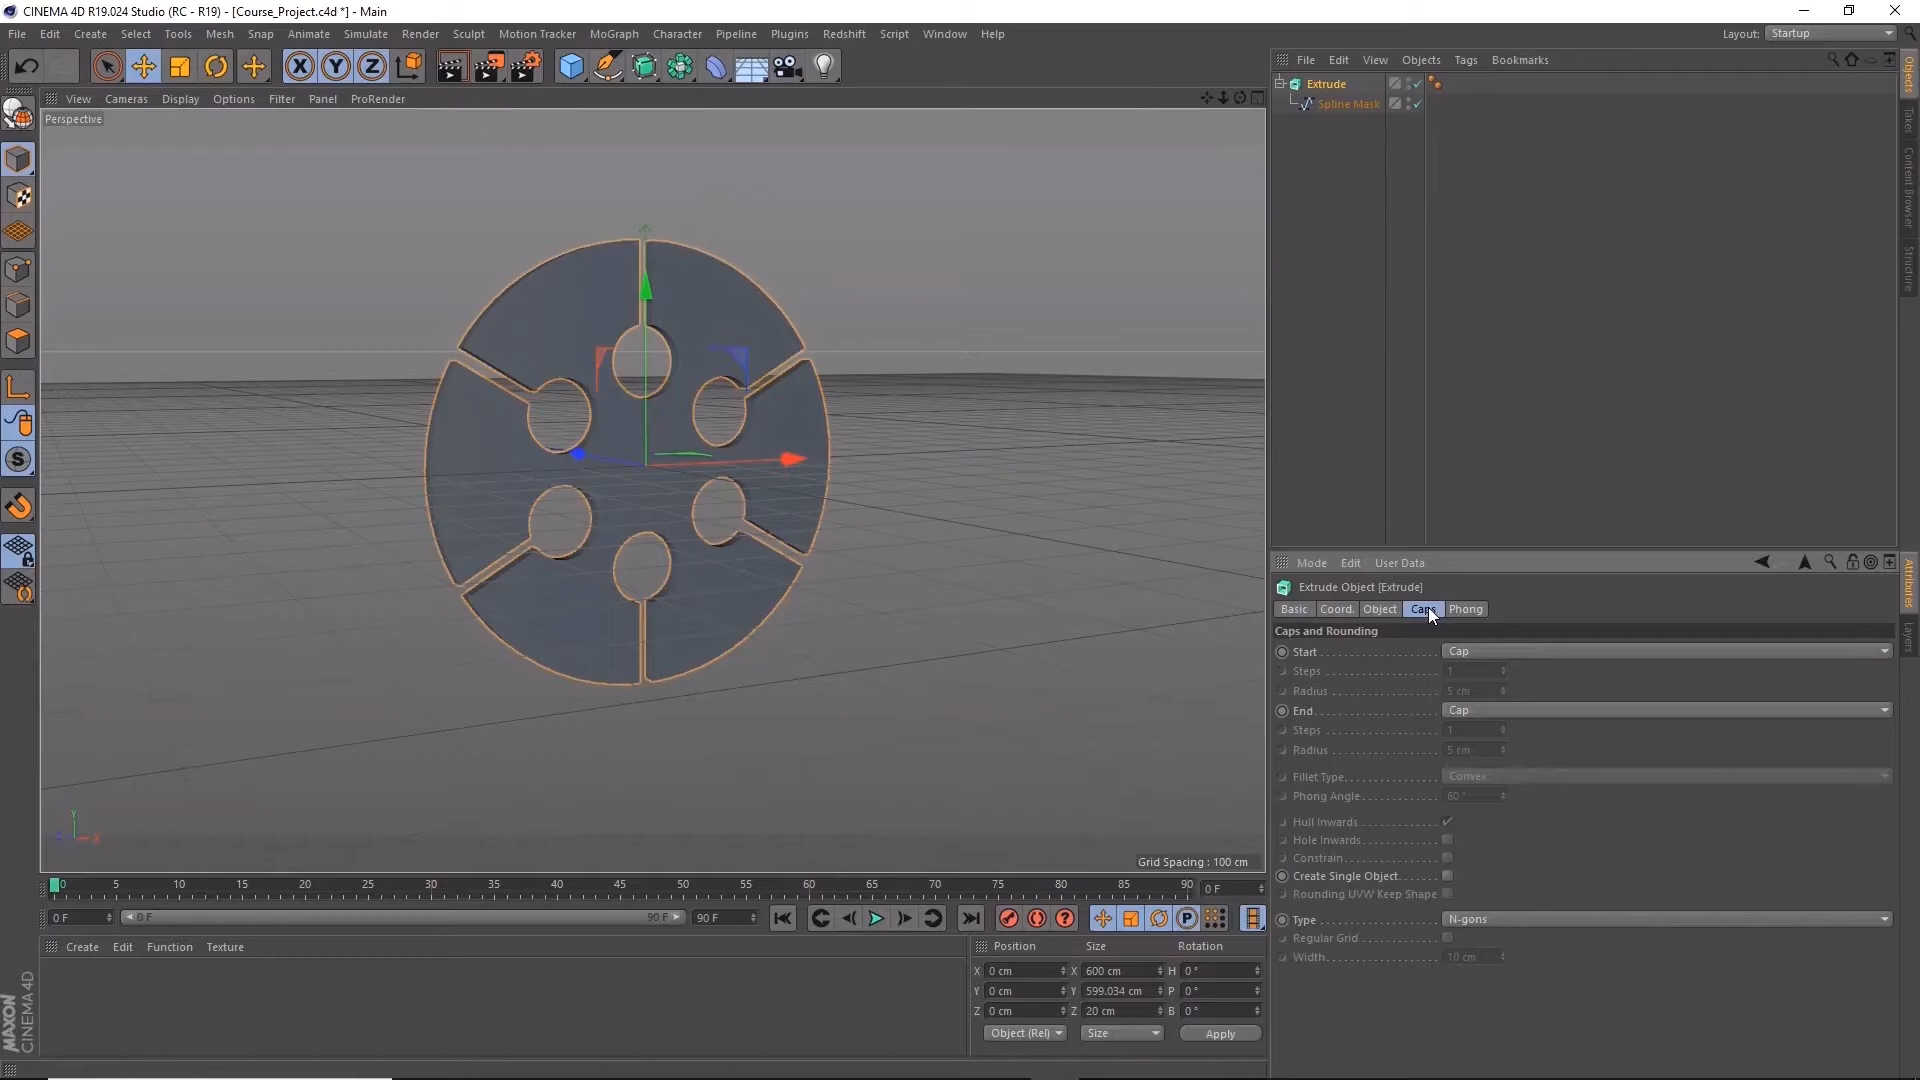 CINEMA 4D R19.024 Studio (RC - R19) - [Course_Project.c4d *] - Main
File Edit Create Select Tools Mesh Snap Animate Simulate Render Sculpt Motion Tracker MoGraph Character Pipeline Plugins Redshift Script Window Help
Layout: Startup
X Y Z
File Edit View Objects Tags Bookmarks
Extrude
Spline Mask
Objects
Takes
Content Browser
Structure
View Cameras Display Options Filter Panel ProRender
Perspective
Y
Z X
Grid Spacing : 100 cm
Mode Edit User Data
Extrude Object [Extrude]
Basic Coord. Object Caps Phong
Caps and Rounding
Start Cap
Steps 1
Radius 5 cm
End Cap
Steps 1
Radius 5 cm
Fillet Type Convex
Phong Angle 60 °
Hull Inwards
Hole Inwards
Constrain
Create Single Object
Rounding UVW Keep Shape
Type N-gons
Regular Grid
Width 10 cm
Attributes
Layers
0 5 10 15 20 25 30 35 40 45 50 55 60 65 70 75 80 85 90 0 F
0 F 0 F 90 F 90 F
Create Edit Function Texture
Position Size Rotation
X 0 cm X 600 cm H 0 °
Y 0 cm Y 599.034 cm P 0 °
Z 0 cm Z 20 cm B 0 °
Object (Rel) Size Apply
MAXON
CINEMA 4D